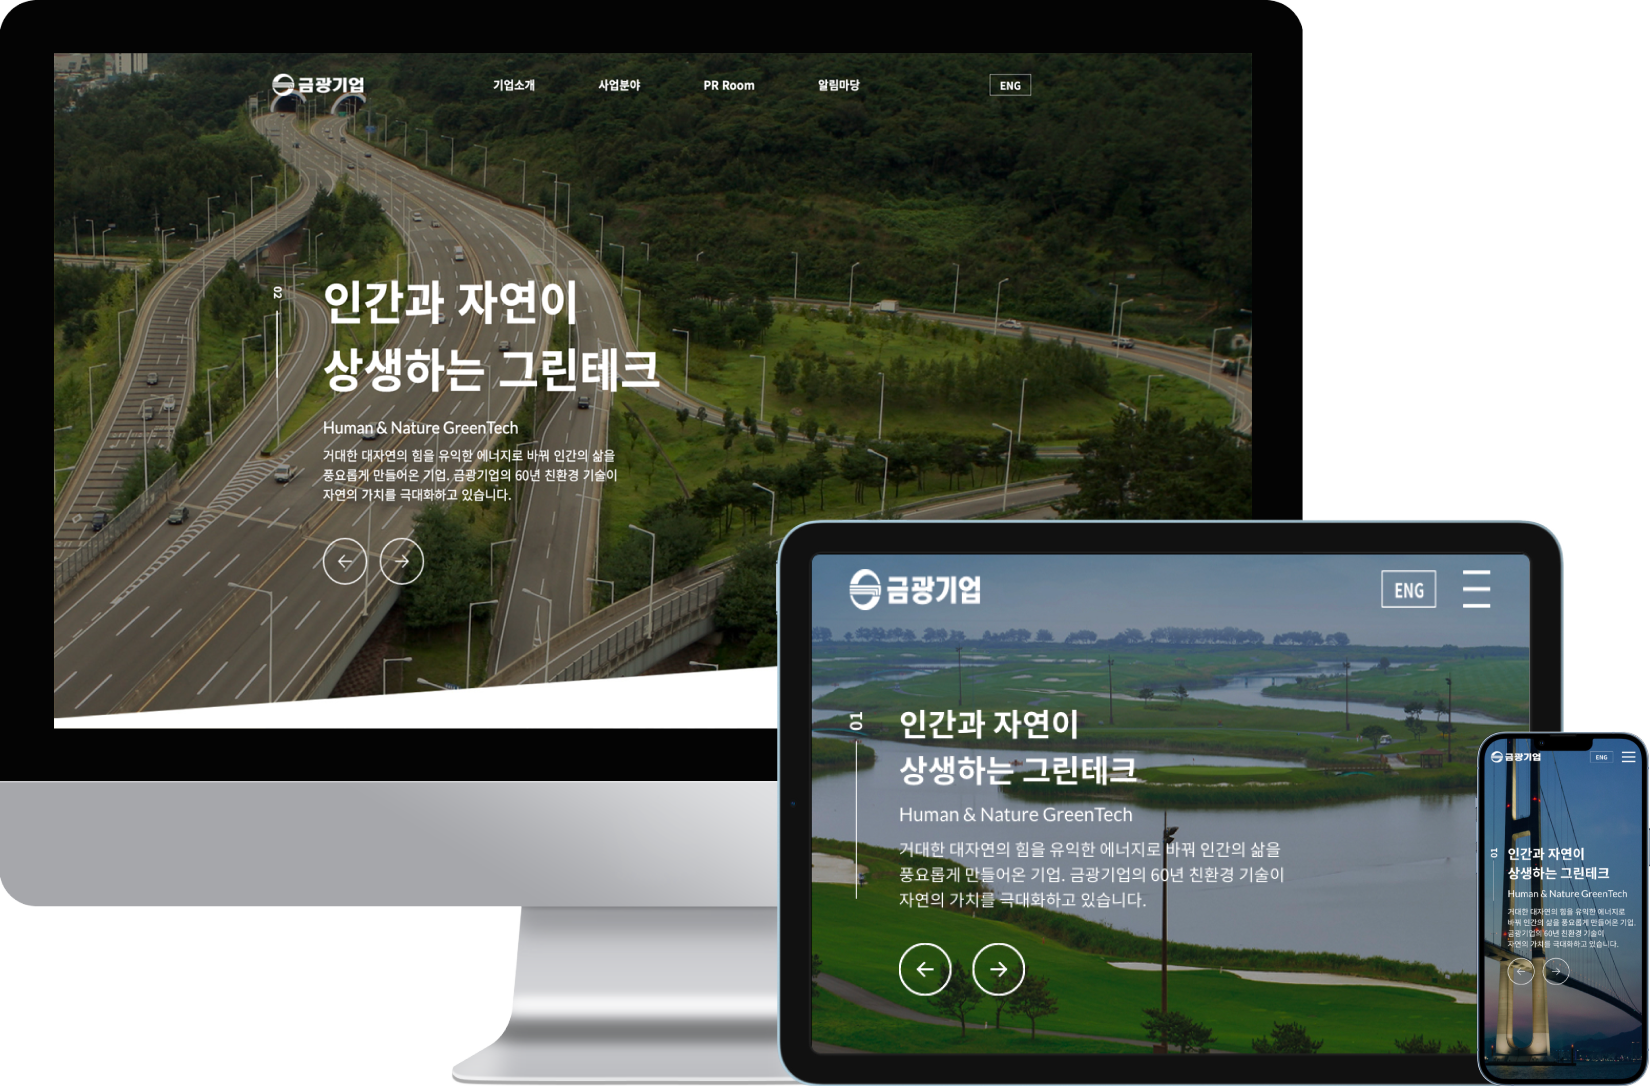 금광기업
기업소개
사업분야
PR Room
알림마당
ENG
02
인간과 자연이
상생하는 그린테크
Human & Nature GreenTech
거대한 대자연의 힘을 유익한 에너지로 바꿔 인간의 삶을
풍요롭게 만들어온 기업. 금광기업의 60년 친환경 기술이
자연의 가치를 극대화하고 있습니다.
금광기업
ENG
01
인간과 자연이
상생하는 그린테크
Human & Nature GreenTech
거대한 대자연의 힘을 유익한 에너지로 바꿔 인간의 삶을
풍요롭게 만들어온 기업. 금광기업의 60년 친환경 기술이
자연의 가치를 극대화하고 있습니다.
금광기업
ENG
01
인간과 자연이
상생하는 그린테크
Human & Nature GreenTech
거대한 대자연의 힘을 유익한 에너지로
바꿔 인간의 삶을 풍요롭게 만들어온 기업.
금광기업의 60년 친환경 기술이
자연의 가치를 극대화하고 있습니다.